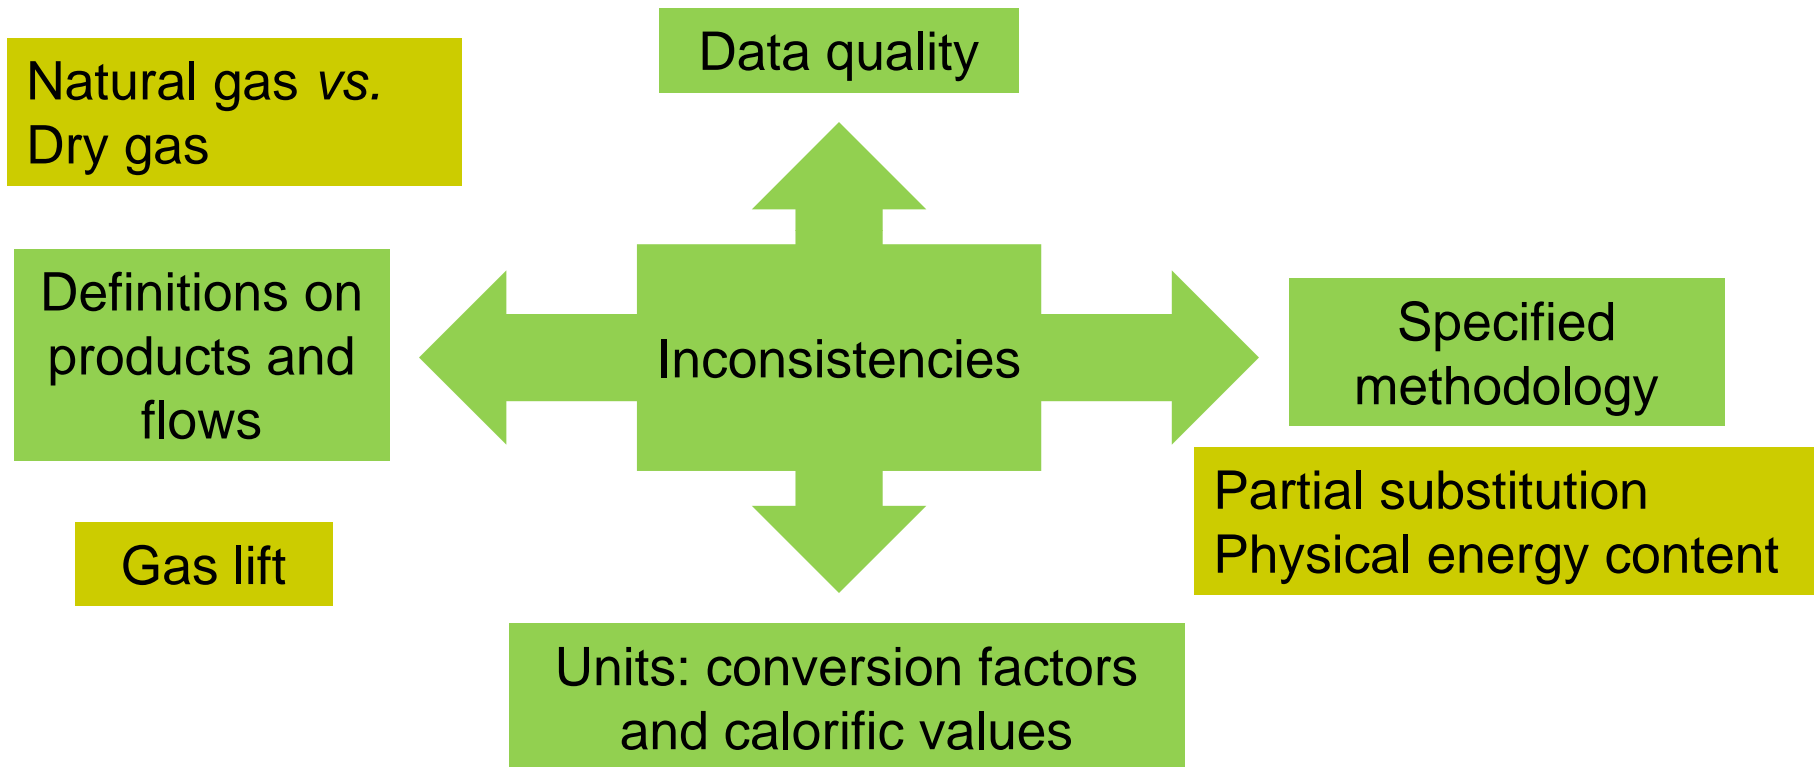 Data quality
Natural gas vs.
Dry gas
Definitions on
products and
flows
Inconsistencies
Specified
methodology
Partial substitution
Physical energy content
Gas lift
Units: conversion factors
and calorific values